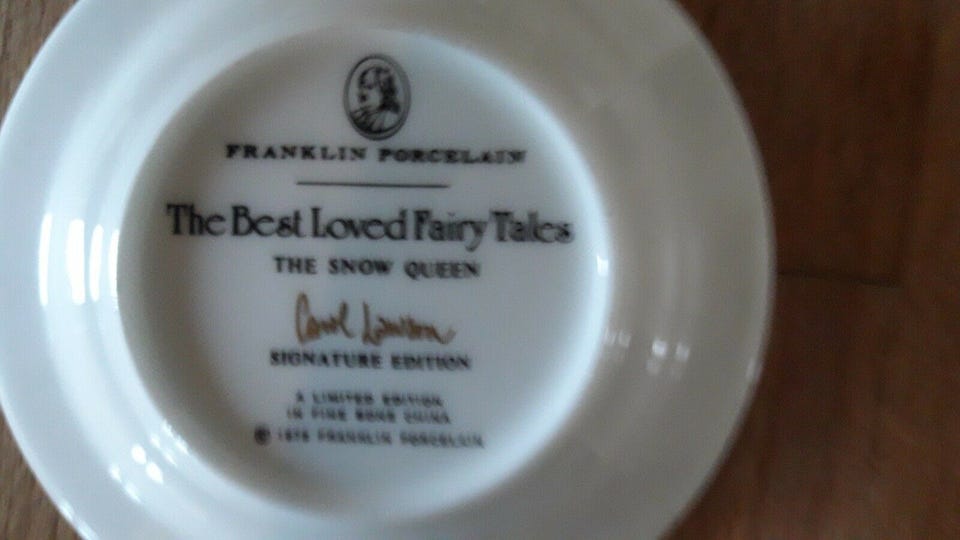 FRANKLIN PORCELAIN
The Best Loved Fairy Tales
THE SNOW QUEEN
Carol Lawson
SIGNATURE EDITION
A LIMITED EDITION
IN FINE BONE CHINA
© FRANKLIN PORCELAIN